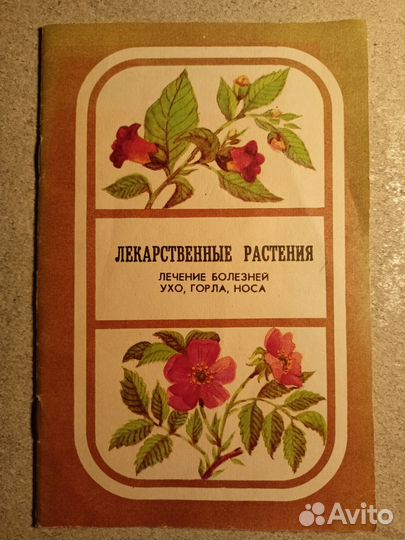 ЛЕКАРСТВЕННЫЕ РАСТЕНИЯ
ЛЕЧЕНИЕ БОЛЕЗНЕЙ
УХО, ГОРЛА, НОСА
Avito